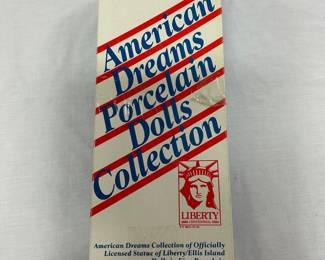 American
Dreams
Porcelain
Dolls
Collection
LIBERTY
American Dreams Collection of Officially
Licensed Statue of Liberty/Ellis Island